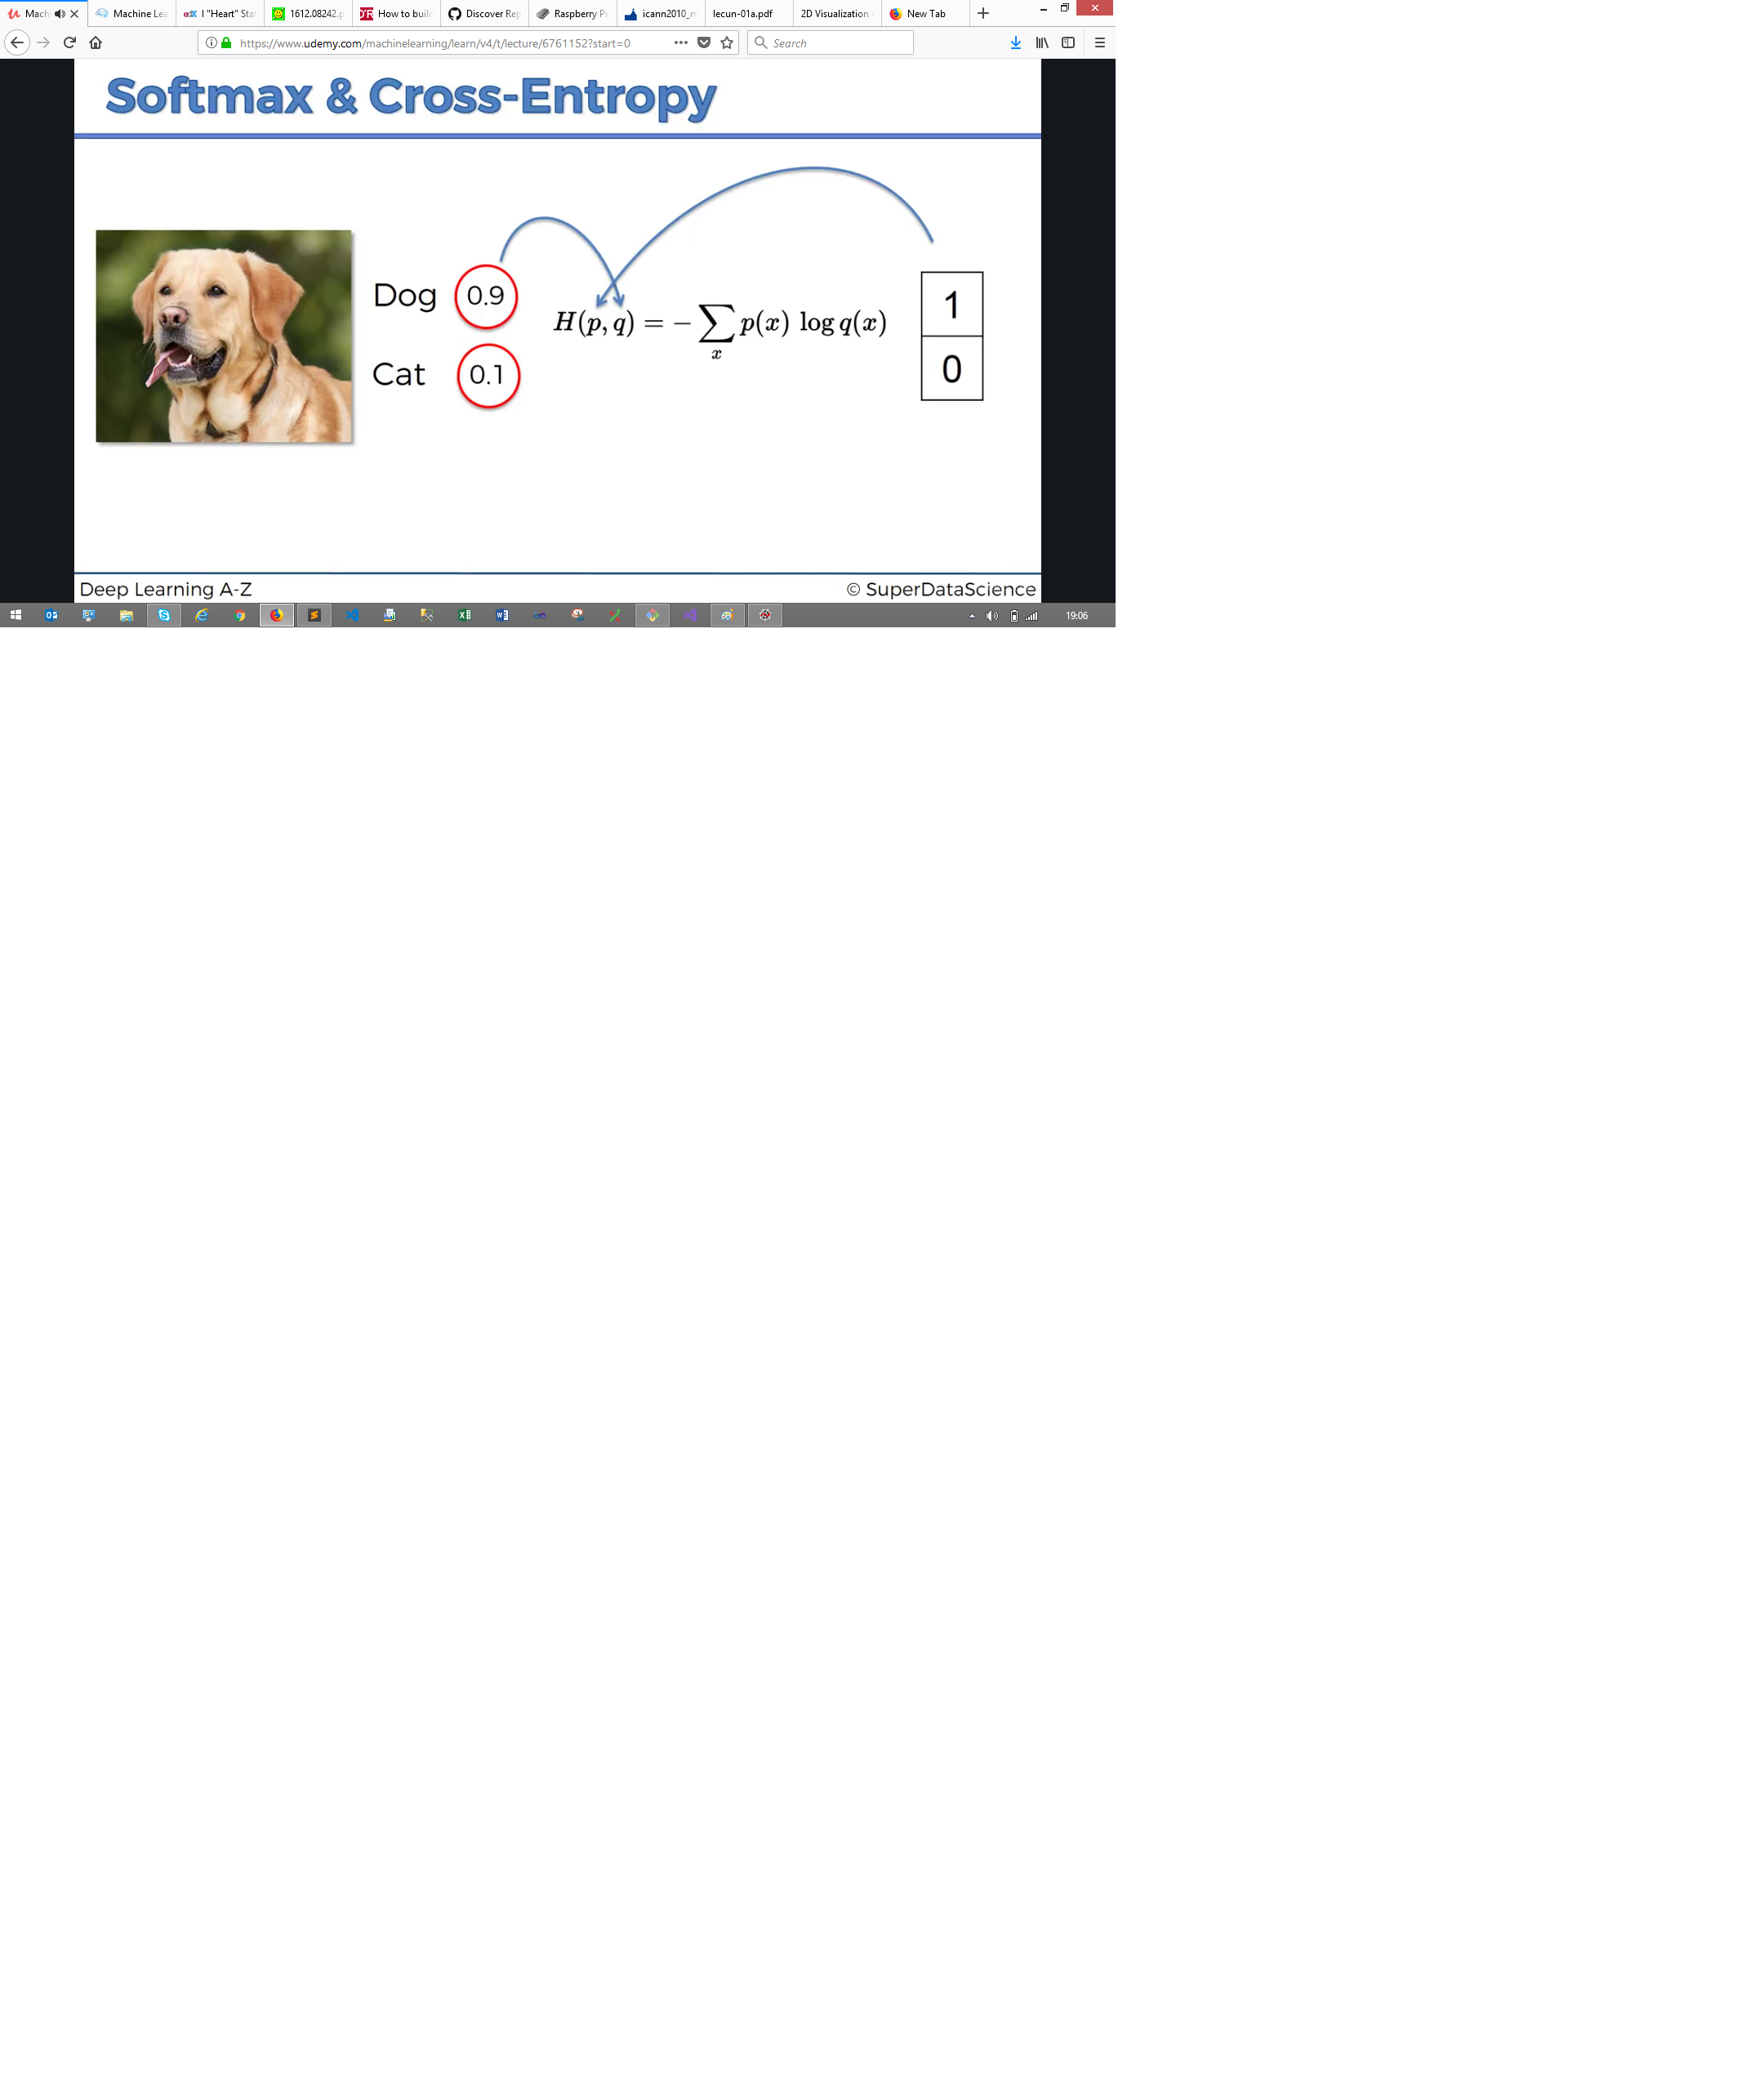 Mach
Machine Lea
I "Heart" Stat
1612.08242.p
How to build
Discover Rep
Raspberry Pi
icann2010_m
lecun-01a.pdf
2D Visualization
New Tab
https://www.udemy.com/machinelearning/learn/v4/t/lecture/6761152?start=0
Search
Softmax & Cross-Entropy
Dog 0.9
Cat 0.1
H(p, q) = − ∑ₓ p(x) log q(x)
1
0
Deep Learning A-Z
© SuperDataScience
19:06